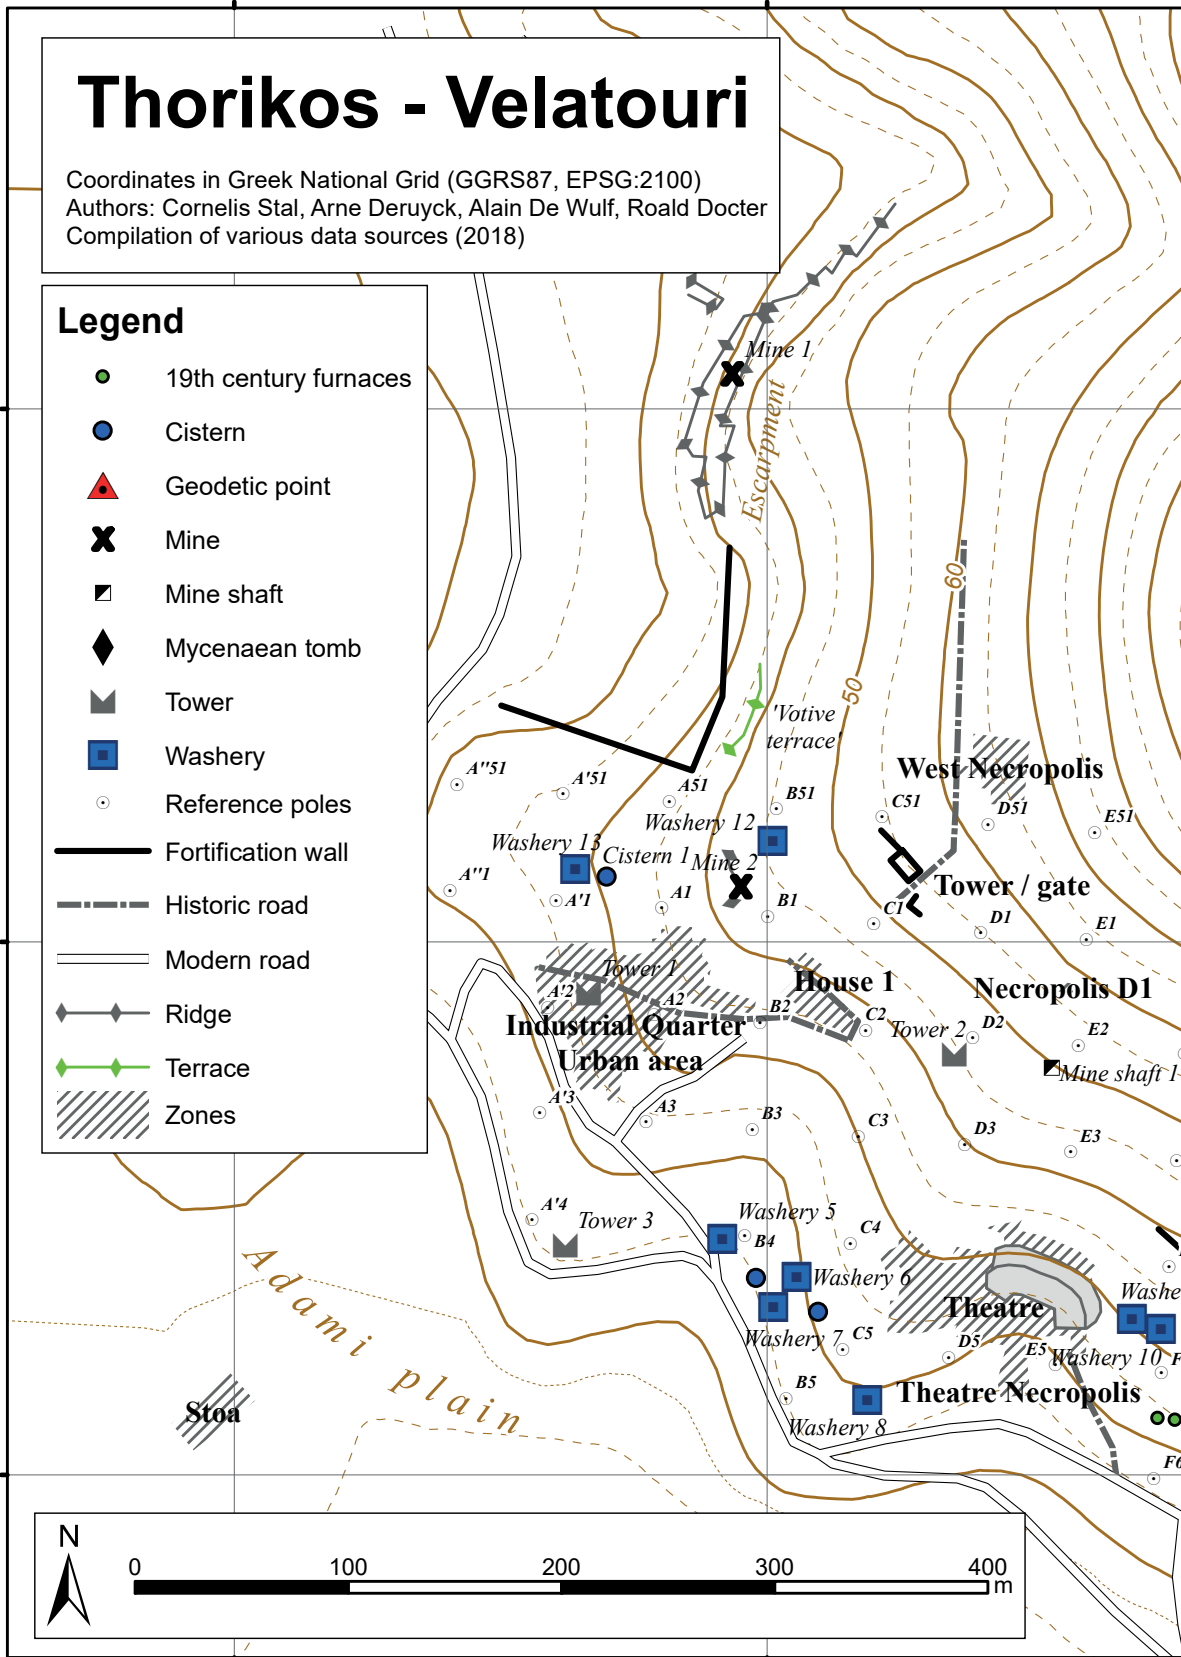 Thorikos - Velatouri
Coordinates in Greek National Grid (GGRS87, EPSG:2100)
Authors: Cornelis Stal, Arne Deruyck, Alain De Wulf, Roald Docter
Compilation of various data sources (2018)
Legend
19th century furnaces
Cistern
Geodetic point
Mine
Mine shaft
Mycenaean tomb
Tower
Washery
Reference poles
Fortification wall
Historic road
Modern road
Ridge
Terrace
Zones
Mine 1
Escarpment
60
50
'Votive
terrace'
West Necropolis
A''51
A'51
A51
B51
C51
D51
E51
Washery 12
Washery 13
Cistern 1
Mine 2
Tower / gate
A''1
A'1
A1
B1
C1
D1
E1
Tower 1
House 1
Necropolis D1
A'2
A2
B2
C2
D2
E2
Industrial Quarter
Urban area
Tower 2
Mine shaft 1
A'3
A3
B3
C3
D3
E3
A'4
Tower 3
Washery 5
B4
C4
Washery 6
Theatre
Washe
Washery 7
C5
D5
E5
Washery 10
F
B5
Theatre Necropolis
Washery 8
F6
Adami plain
Stoa
N
0
100
200
300
400
m